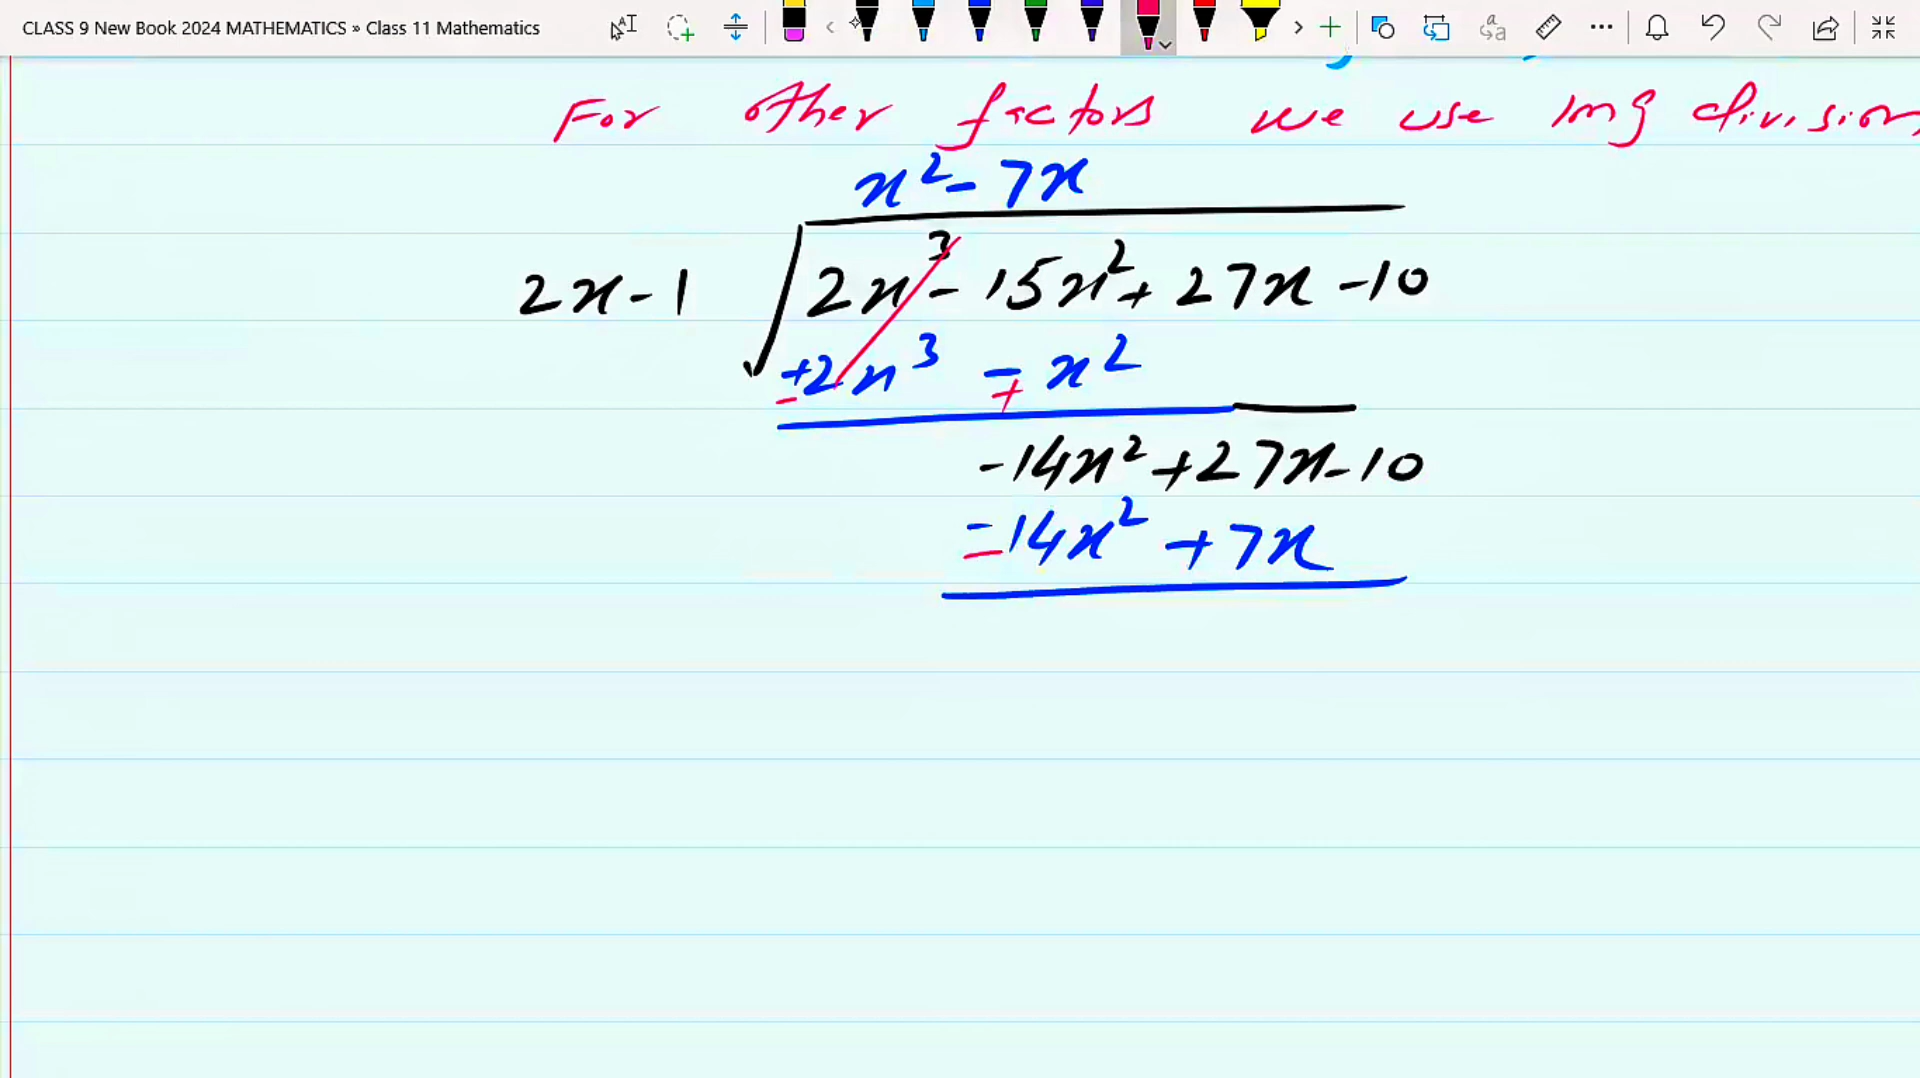 CLASS 9 New Book 2024 MATHEMATICS » Class 11 Mathematics
For other factors we use long division
x² - 7x
2x - 1 √ 2x³ - 15x² + 27x - 10
+2x³ - x²
- +
-14x² + 27x - 10
-14x² + 7x
-